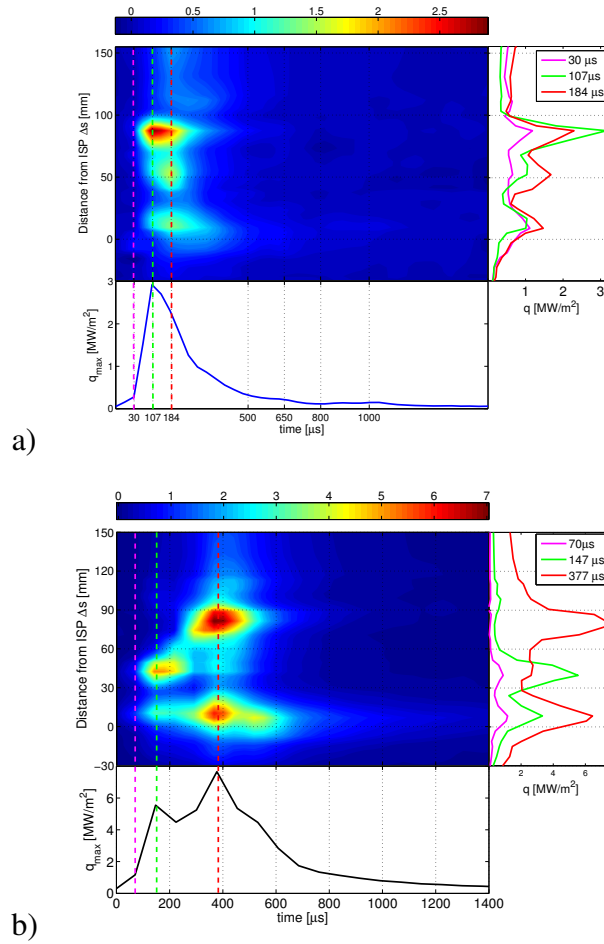 0 0.5 1 1.5 2 2.5
150
100
50
0
Distance from ISP Δs [mm]
30 µs
107µs
184 µs
1 2 3
q [MW/m²]
3
2
1
0
q_max [MW/m²]
30 107 184 500 650 800 1000
time [µs]
a)
0 1 2 3 4 5 6 7
150
120
90
60
30
0
−30
Distance from ISP Δs [mm]
70µs
147 µs
377 µs
2 4 6
q [MW/m²]
6
4
2
0
q_max [MW/m²]
0 200 400 600 800 1000 1200 1400
time [µs]
b)